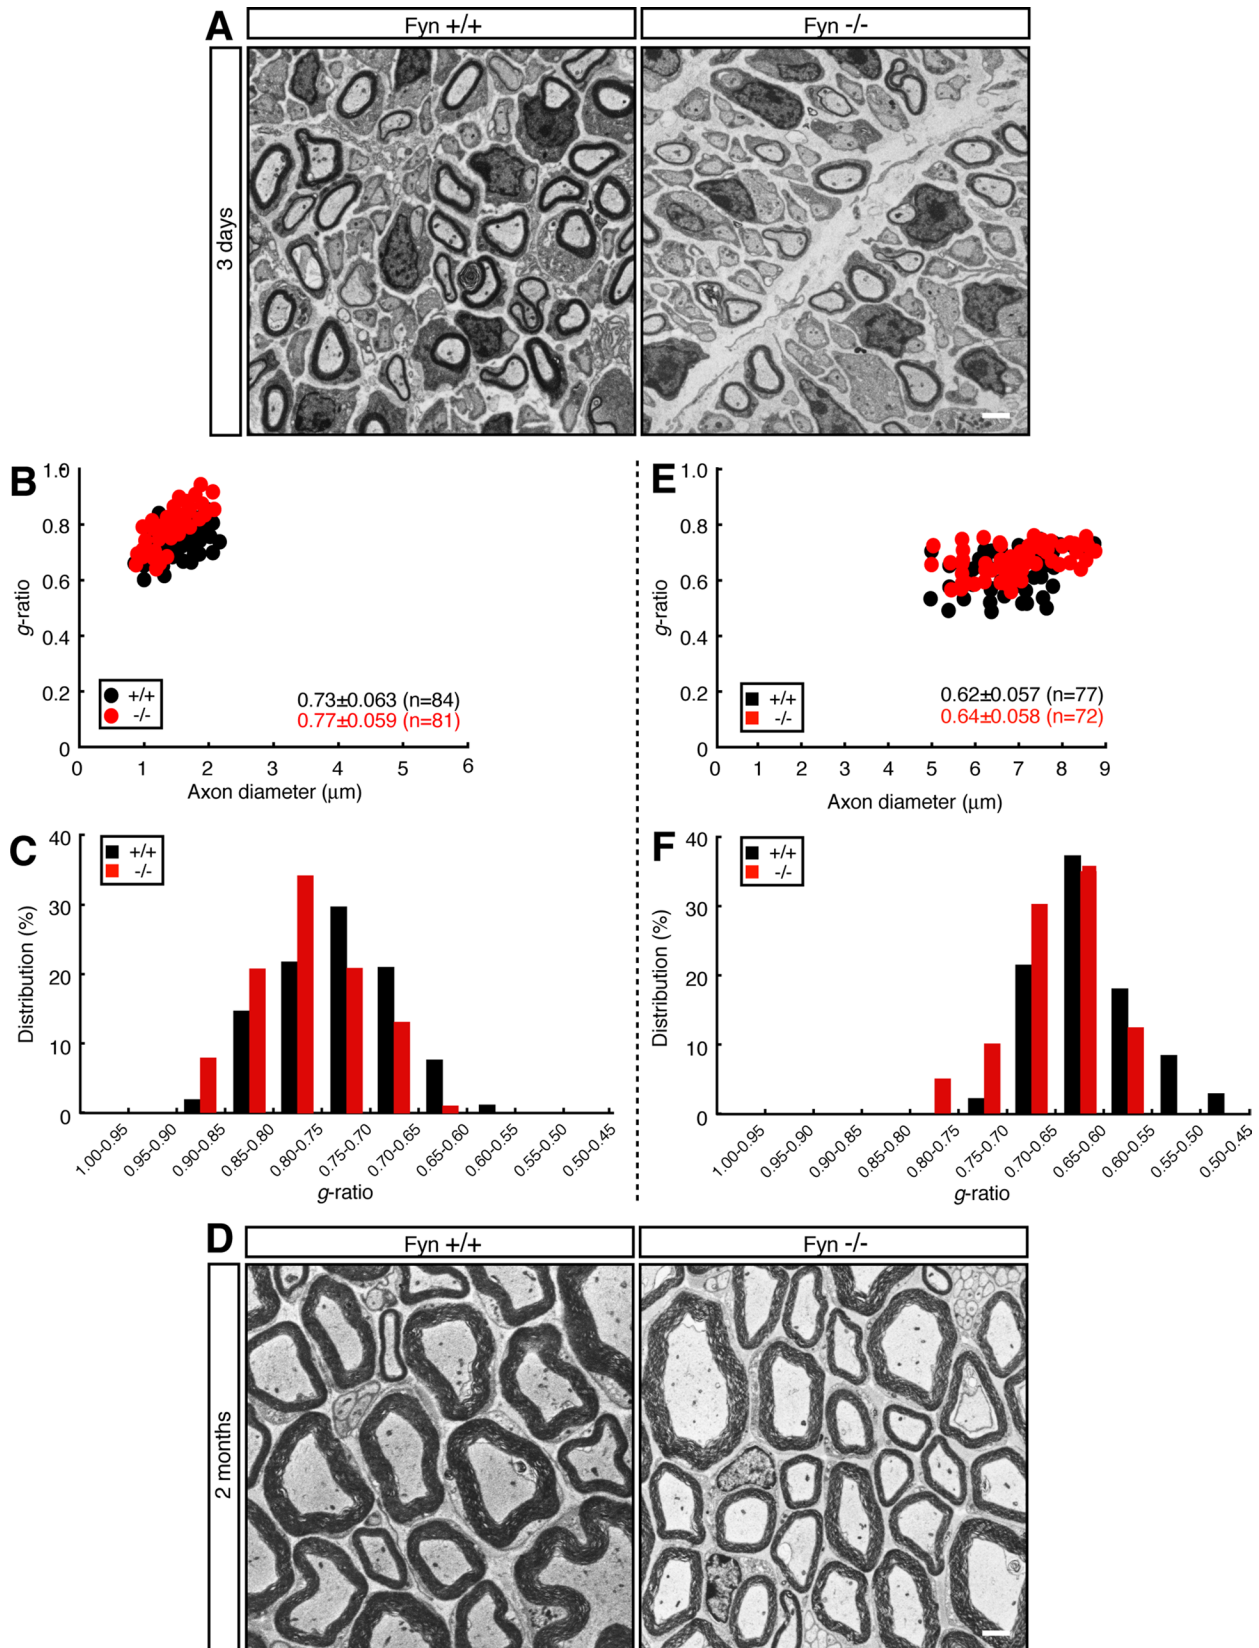 A
Fyn +/+
Fyn -/-
3 days
B
1.0
0.8
0.6
0.4
0.2
0
g-ratio
+/+
-/-
0.73±0.063 (n=84)
0.77±0.059 (n=81)
0 1 2 3 4 5 6
Axon diameter (μm)
E
1.0
0.8
0.6
0.4
0.2
0
g-ratio
+/+
-/-
0.62±0.057 (n=77)
0.64±0.058 (n=72)
0 1 2 3 4 5 6 7 8 9
Axon diameter (μm)
C
40
30
20
10
0
Distribution (%)
+/+
-/-
1.00-0.95
0.95-0.90
0.90-0.85
0.85-0.80
0.80-0.75
0.75-0.70
0.70-0.65
0.65-0.60
0.60-0.55
0.55-0.50
0.50-0.45
g-ratio
F
40
30
20
10
0
Distribution (%)
+/+
-/-
1.00-0.95
0.95-0.90
0.90-0.85
0.85-0.80
0.80-0.75
0.75-0.70
0.70-0.65
0.65-0.60
0.60-0.55
0.55-0.50
0.50-0.45
g-ratio
D
Fyn +/+
Fyn -/-
2 months